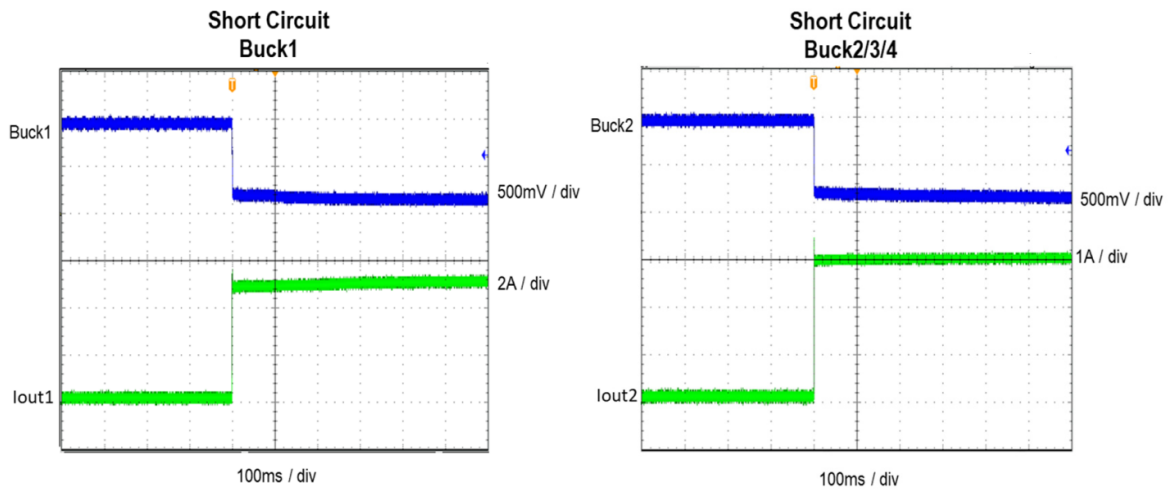 Short Circuit
Buck1
Buck1
500mV / div
2A / div
Iout1
100ms / div
Short Circuit
Buck2/3/4
Buck2
500mV / div
1A / div
Iout2
100ms / div